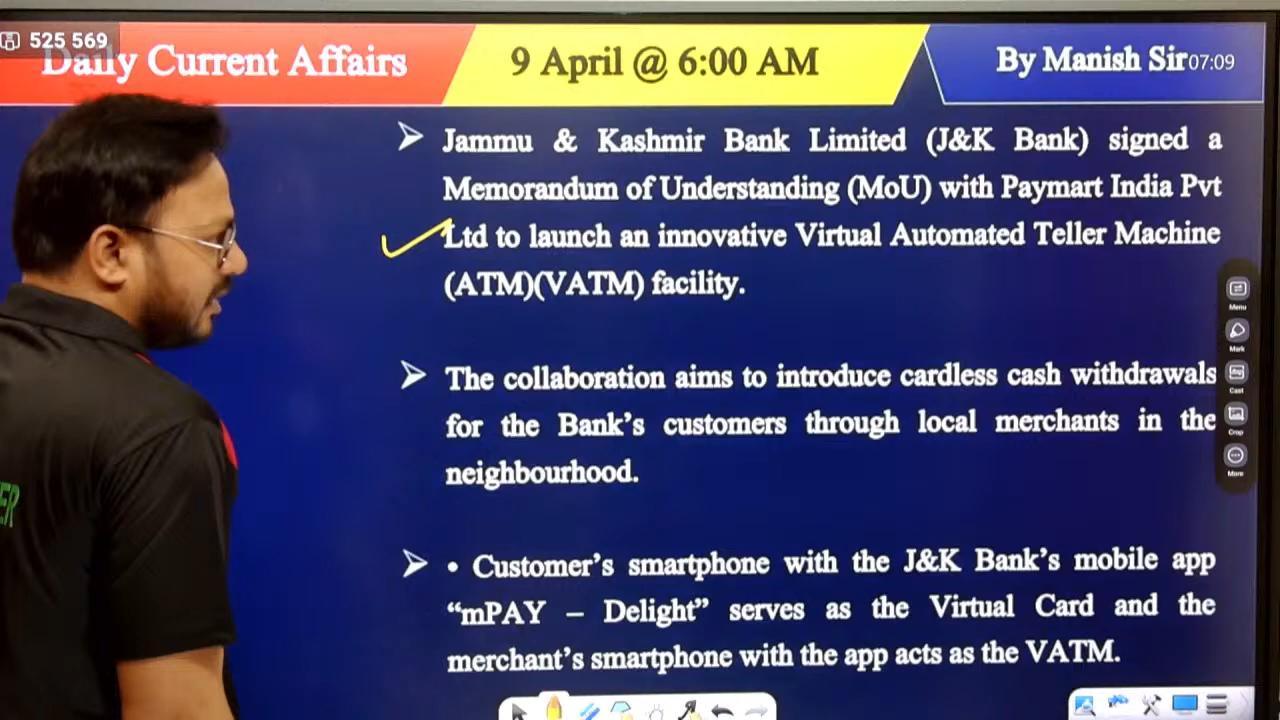 525 569
Daily Current Affairs
9 April @ 6:00 AM
By Manish Sir
07:09
➢ Jammu & Kashmir Bank Limited (J&K Bank) signed a
Memorandum of Understanding (MoU) with Paymart India Pvt
Ltd to launch an innovative Virtual Automated Teller Machine
(ATM)(VATM) facility.
➢ The collaboration aims to introduce cardless cash withdrawals
for the Bank's customers through local merchants in the
neighbourhood.
➢ • Customer's smartphone with the J&K Bank's mobile app
“mPAY – Delight” serves as the Virtual Card and the
merchant's smartphone with the app acts as the VATM.
Menu
Mark
Cast
Crop
More